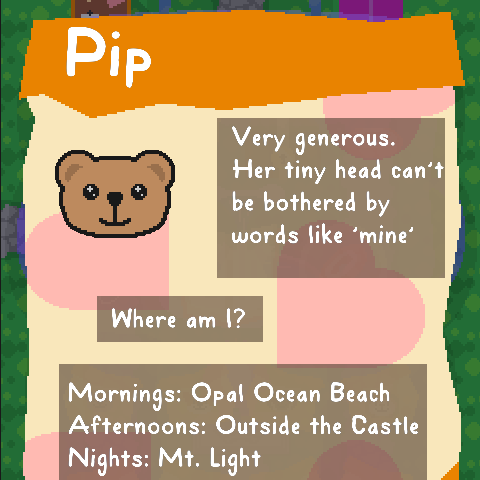 Pip
Very generous.
Her tiny head can't
be bothered by
words like 'mine'
Where am I?
Mornings: Opal Ocean Beach
Afternoons: Outside the Castle
Nights: Mt. Light